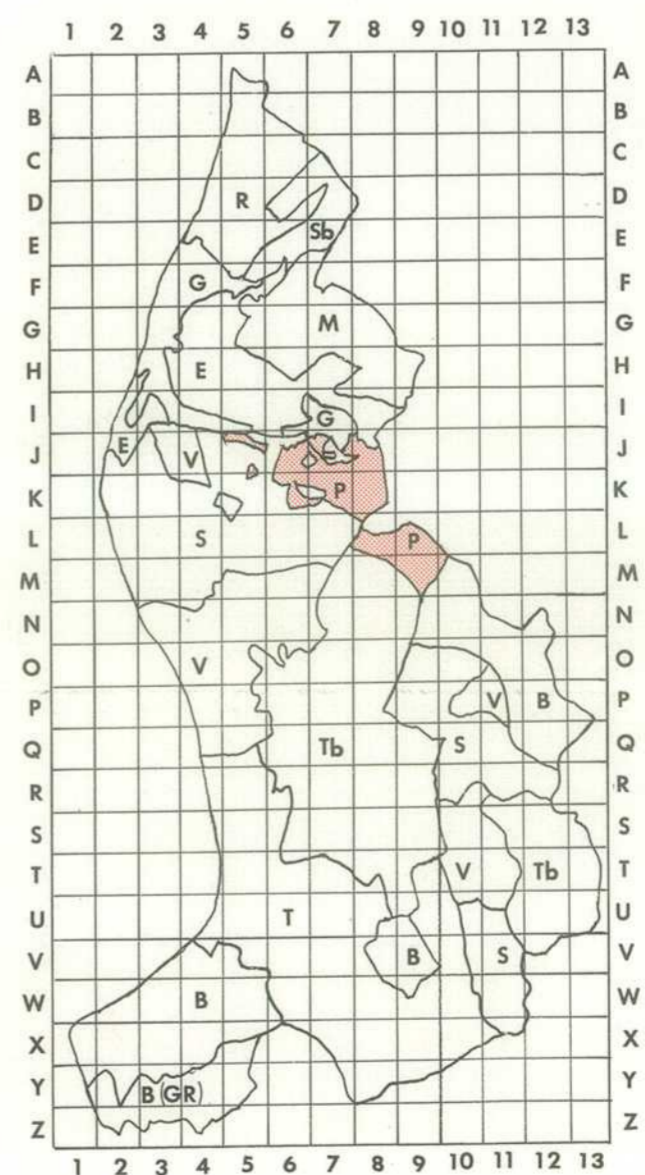 1 2 3 4 5 6 7 8 9 10 11 12 13
A A
B B
C C
D R D
E Sb E
F G F
G M G
H E H
I G I
J E V J
K P K
L S P L
M M
N N
O V O
P V B P
Q Tb S Q
R R
S S
T V Tb T
U T U
V B S V
W B W
X X
Y B (GR) Y
Z Z
1 2 3 4 5 6 7 8 9 10 11 12 13